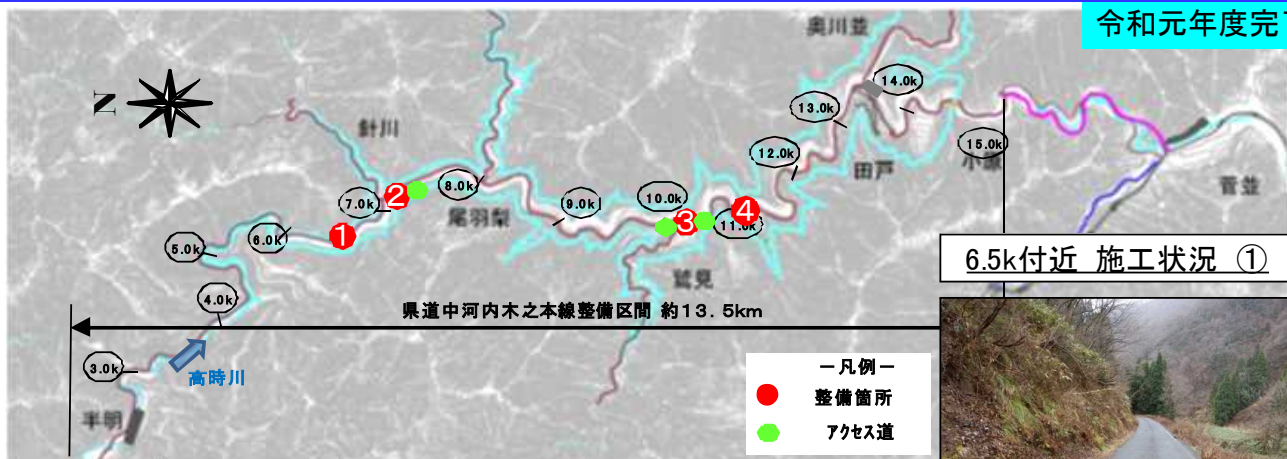 令和元年度完
奥川並
N
針川
14.0k
13.0k
15.0k
小原
12.0k
田戸
菅並
7.0k
②
8.0k
尾羽梨
9.0k
10.0k
③
④
11.0k
①
6.0k
5.0k
鷲見
4.0k
6.5k付近 施工状況 ①
県道中河内木之本線整備区間 約13.5km
3.0k
高時川
半明
－凡例－
整備箇所
アクセス道